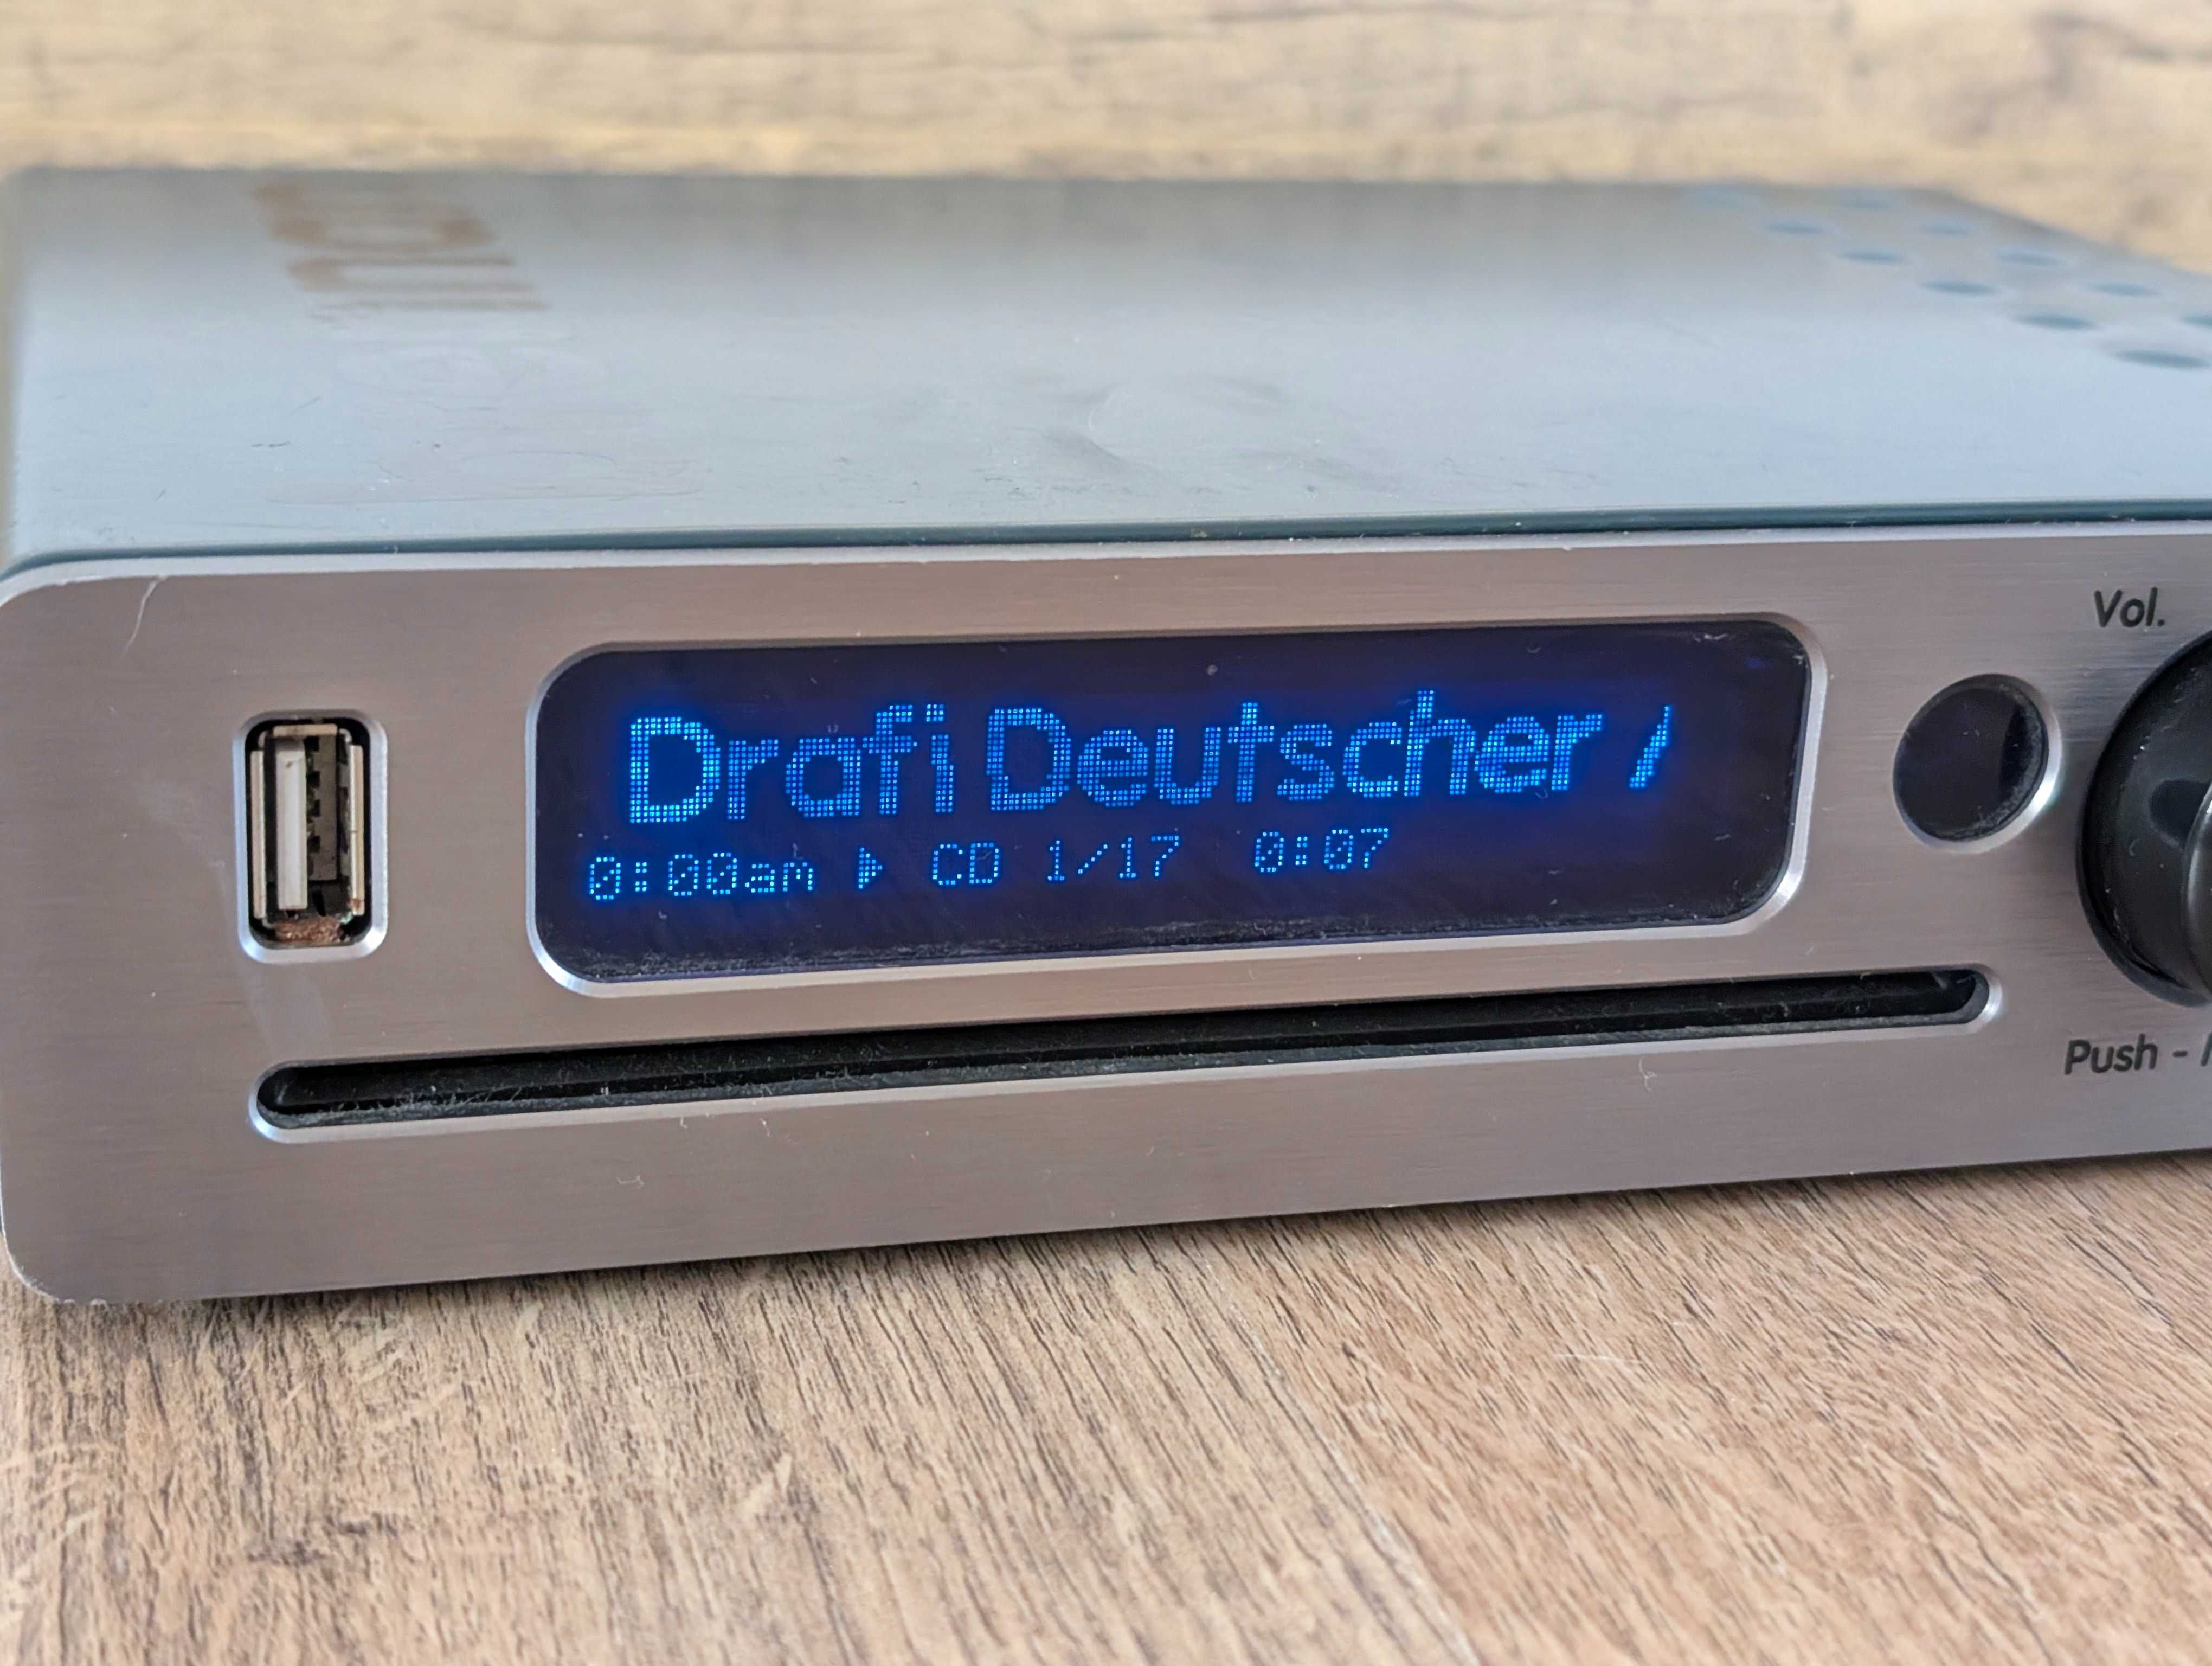 Vol.
Drafi Deutscher /
0:00am ▶ CD 1/17 0:07
Push -